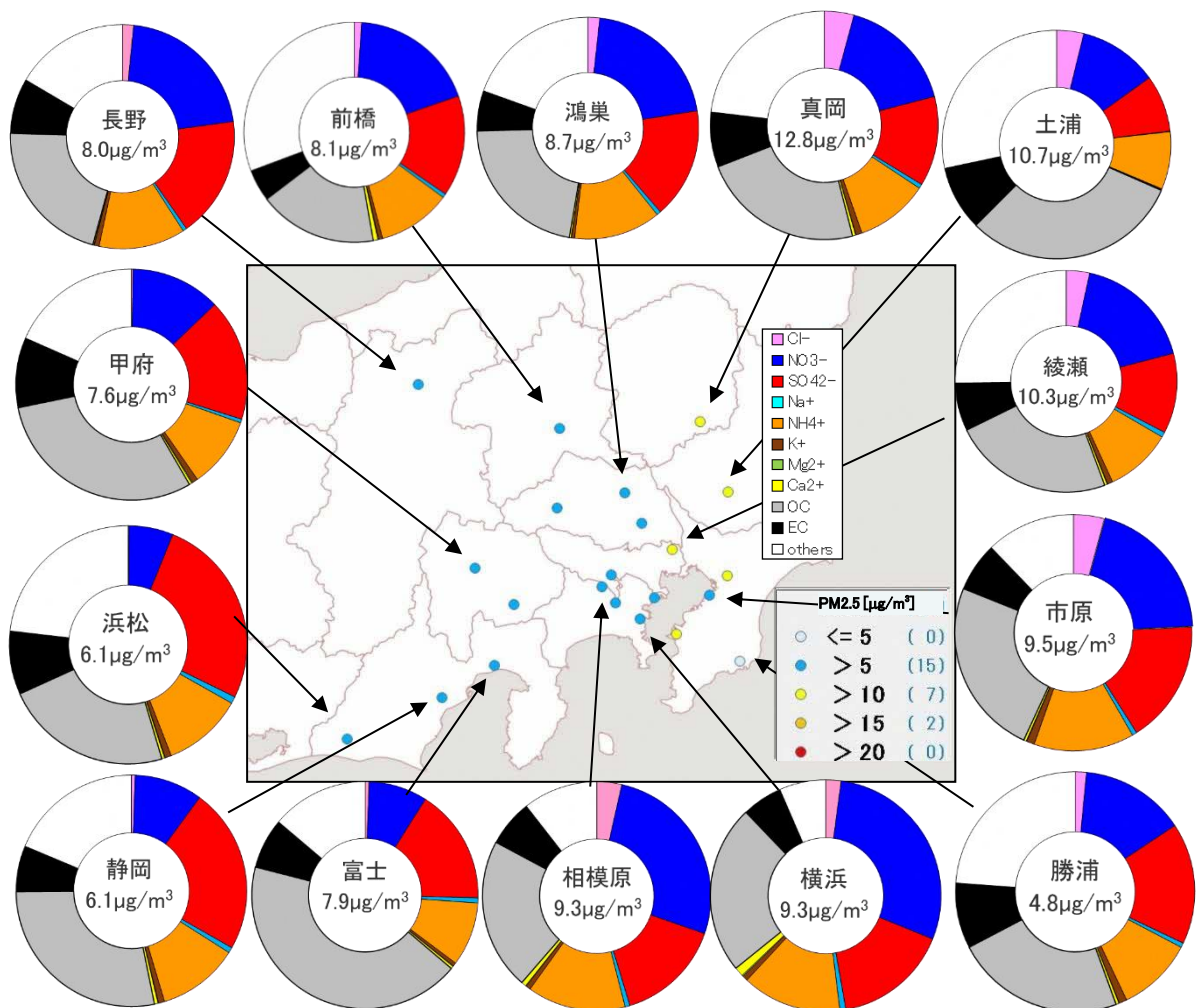 長野
8.0μg/m³
前橋
8.1μg/m³
鴻巣
8.7μg/m³
真岡
12.8μg/m³
土浦
10.7μg/m³
甲府
7.6μg/m³
綾瀬
10.3μg/m³
浜松
6.1μg/m³
市原
9.5μg/m³
静岡
6.1μg/m³
富士
7.9μg/m³
相模原
9.3μg/m³
横浜
9.3μg/m³
勝浦
4.8μg/m³
Cl-
NO3-
SO42-
Na+
NH4+
K+
Mg2+
Ca2+
OC
EC
others
PM2.5 [μg/m³]
<= 5 ( 0)
> 5 (15)
> 10 ( 7)
> 15 ( 2)
> 20 ( 0)